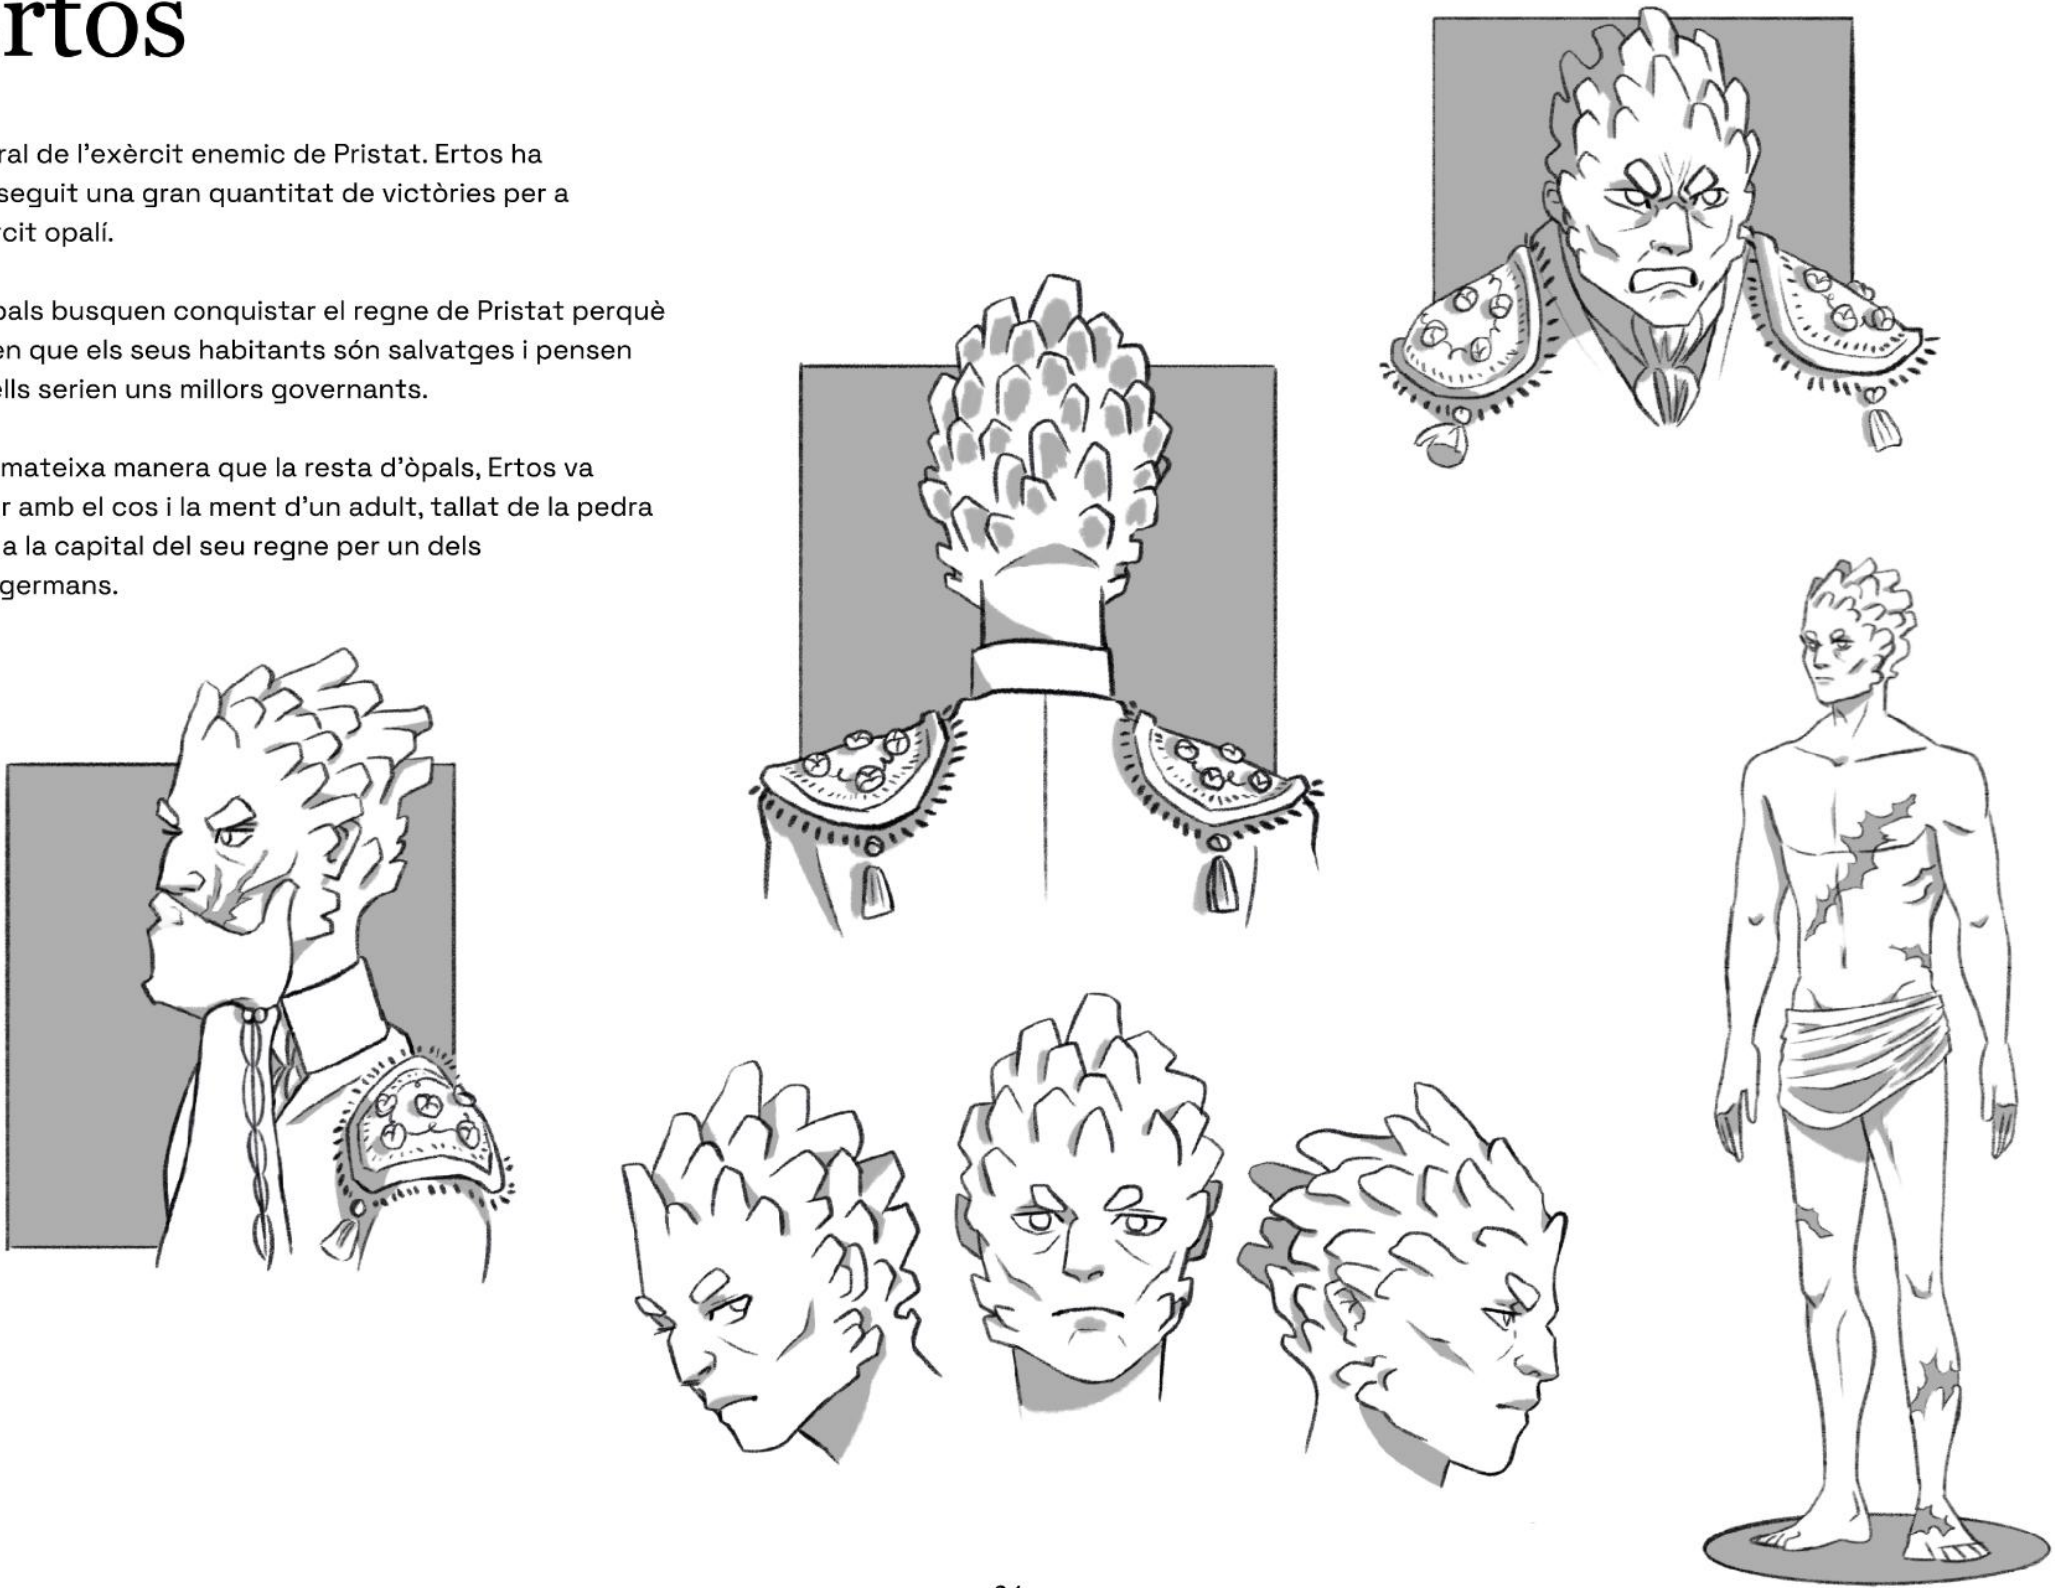 rtos
ral de l'exèrcit enemic de Pristat. Ertos ha
seguit una gran quantitat de victòries per a
cit opalí.
pals busquen conquistar el regne de Pristat perquè
en que els seus habitants són salvatges i pensen
ells serien uns millors governants.
mateixa manera que la resta d'òpals, Ertos va
r amb el cos i la ment d'un adult, tallat de la pedra
a la capital del seu regne per un dels
germans.